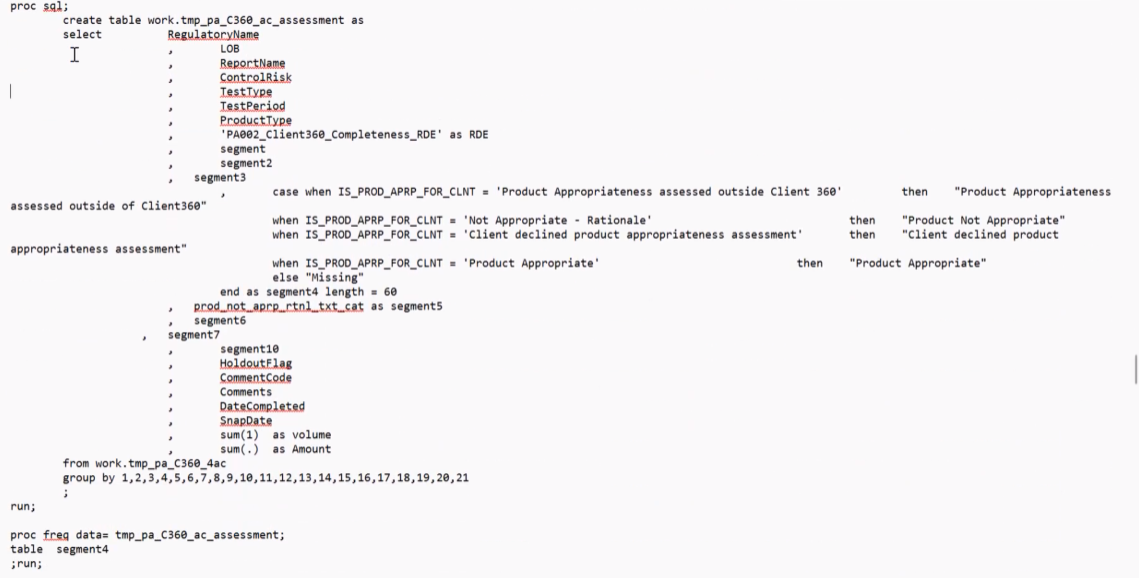 proc sql;
create table work.tmp_pa_C360_ac_assessment as
select RegulatoryName
, LOB
, ReportName
, ControlRisk
, TestType
, TestPeriod
, ProductType
, 'PA002_Client360_Completeness_RDE' as RDE
, segment
, segment2
, segment3
, case when IS_PROD_APRP_FOR_CLNT = 'Product Appropriateness assessed outside Client 360' then "Product Appropriateness
assessed outside of Client360"
when IS_PROD_APRP_FOR_CLNT = 'Not Appropriate - Rationale' then "Product Not Appropriate"
when IS_PROD_APRP_FOR_CLNT = 'Client declined product appropriateness assessment' then "Client declined product
appropriateness assessment"
when IS_PROD_APRP_FOR_CLNT = 'Product Appropriate' then "Product Appropriate"
else "Missing"
end as segment4 length = 60
, prod_not_aprp_rtnl_txt_cat as segment5
, segment6
, segment7
, segment10
, HoldoutFlag
, CommentCode
, Comments
, DateCompleted
, SnapDate
, sum(1) as volume
, sum(.) as Amount
from work.tmp_pa_C360_4ac
group by 1,2,3,4,5,6,7,8,9,10,11,12,13,14,15,16,17,18,19,20,21
;
run;
proc freq data= tmp_pa_C360_ac_assessment;
table segment4
;run;